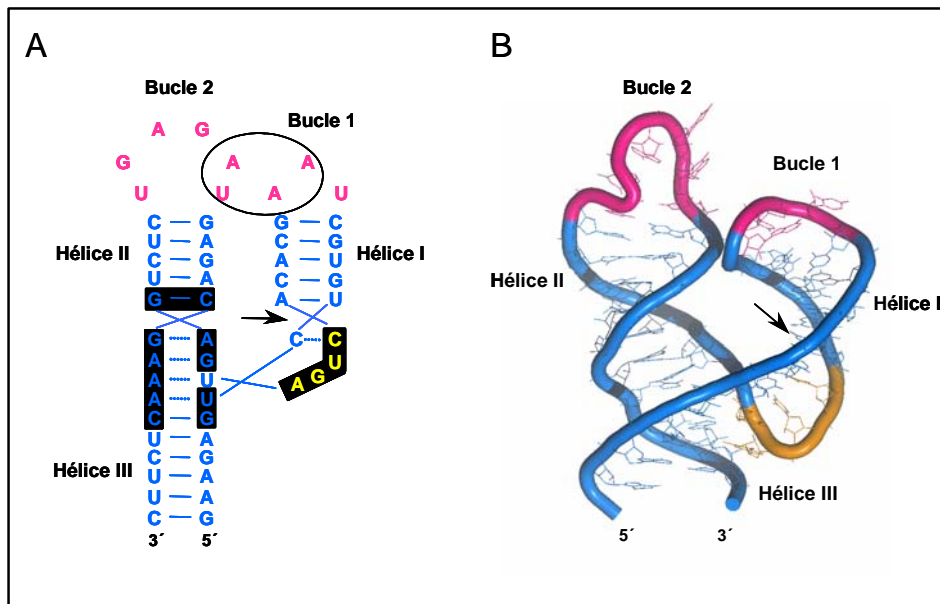 A
B
Bucle 2
Bucle 1
A G
G A A
U U A U
C G G C
U A C G
Hélice II C G A U Hélice I
U A C G
G C A U
G A C C
A G U
A U A G
A U
C G
U A
Hélice III C G
U A
U A
C G
3´ 5´
Bucle 2
Bucle 1
Hélice II
Hélice I
Hélice III
5´ 3´